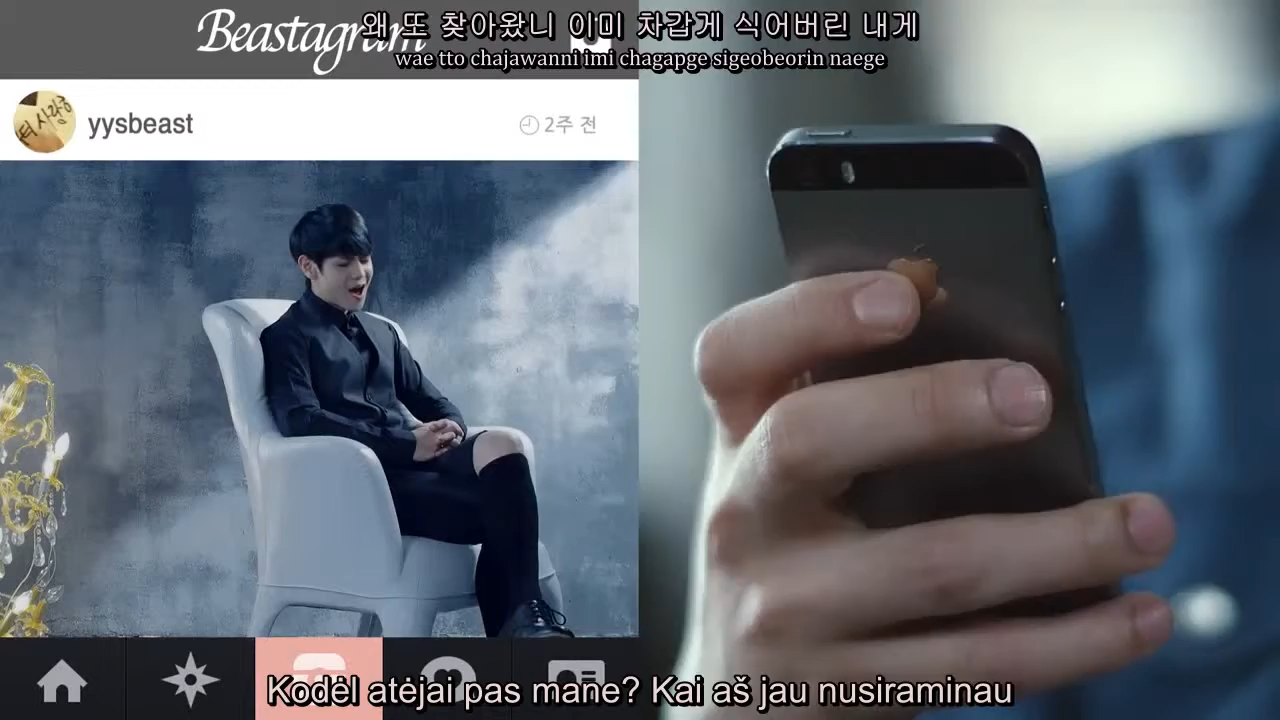 왜 또 찾아왔니 이미 차갑게 식어버린 내게
wae tto chajawanni imi chagapge sigeobeorin naege
Beastagram
yysbeast
2주 전
Kodėl atėjai pas mane? Kai aš jau nusiraminau